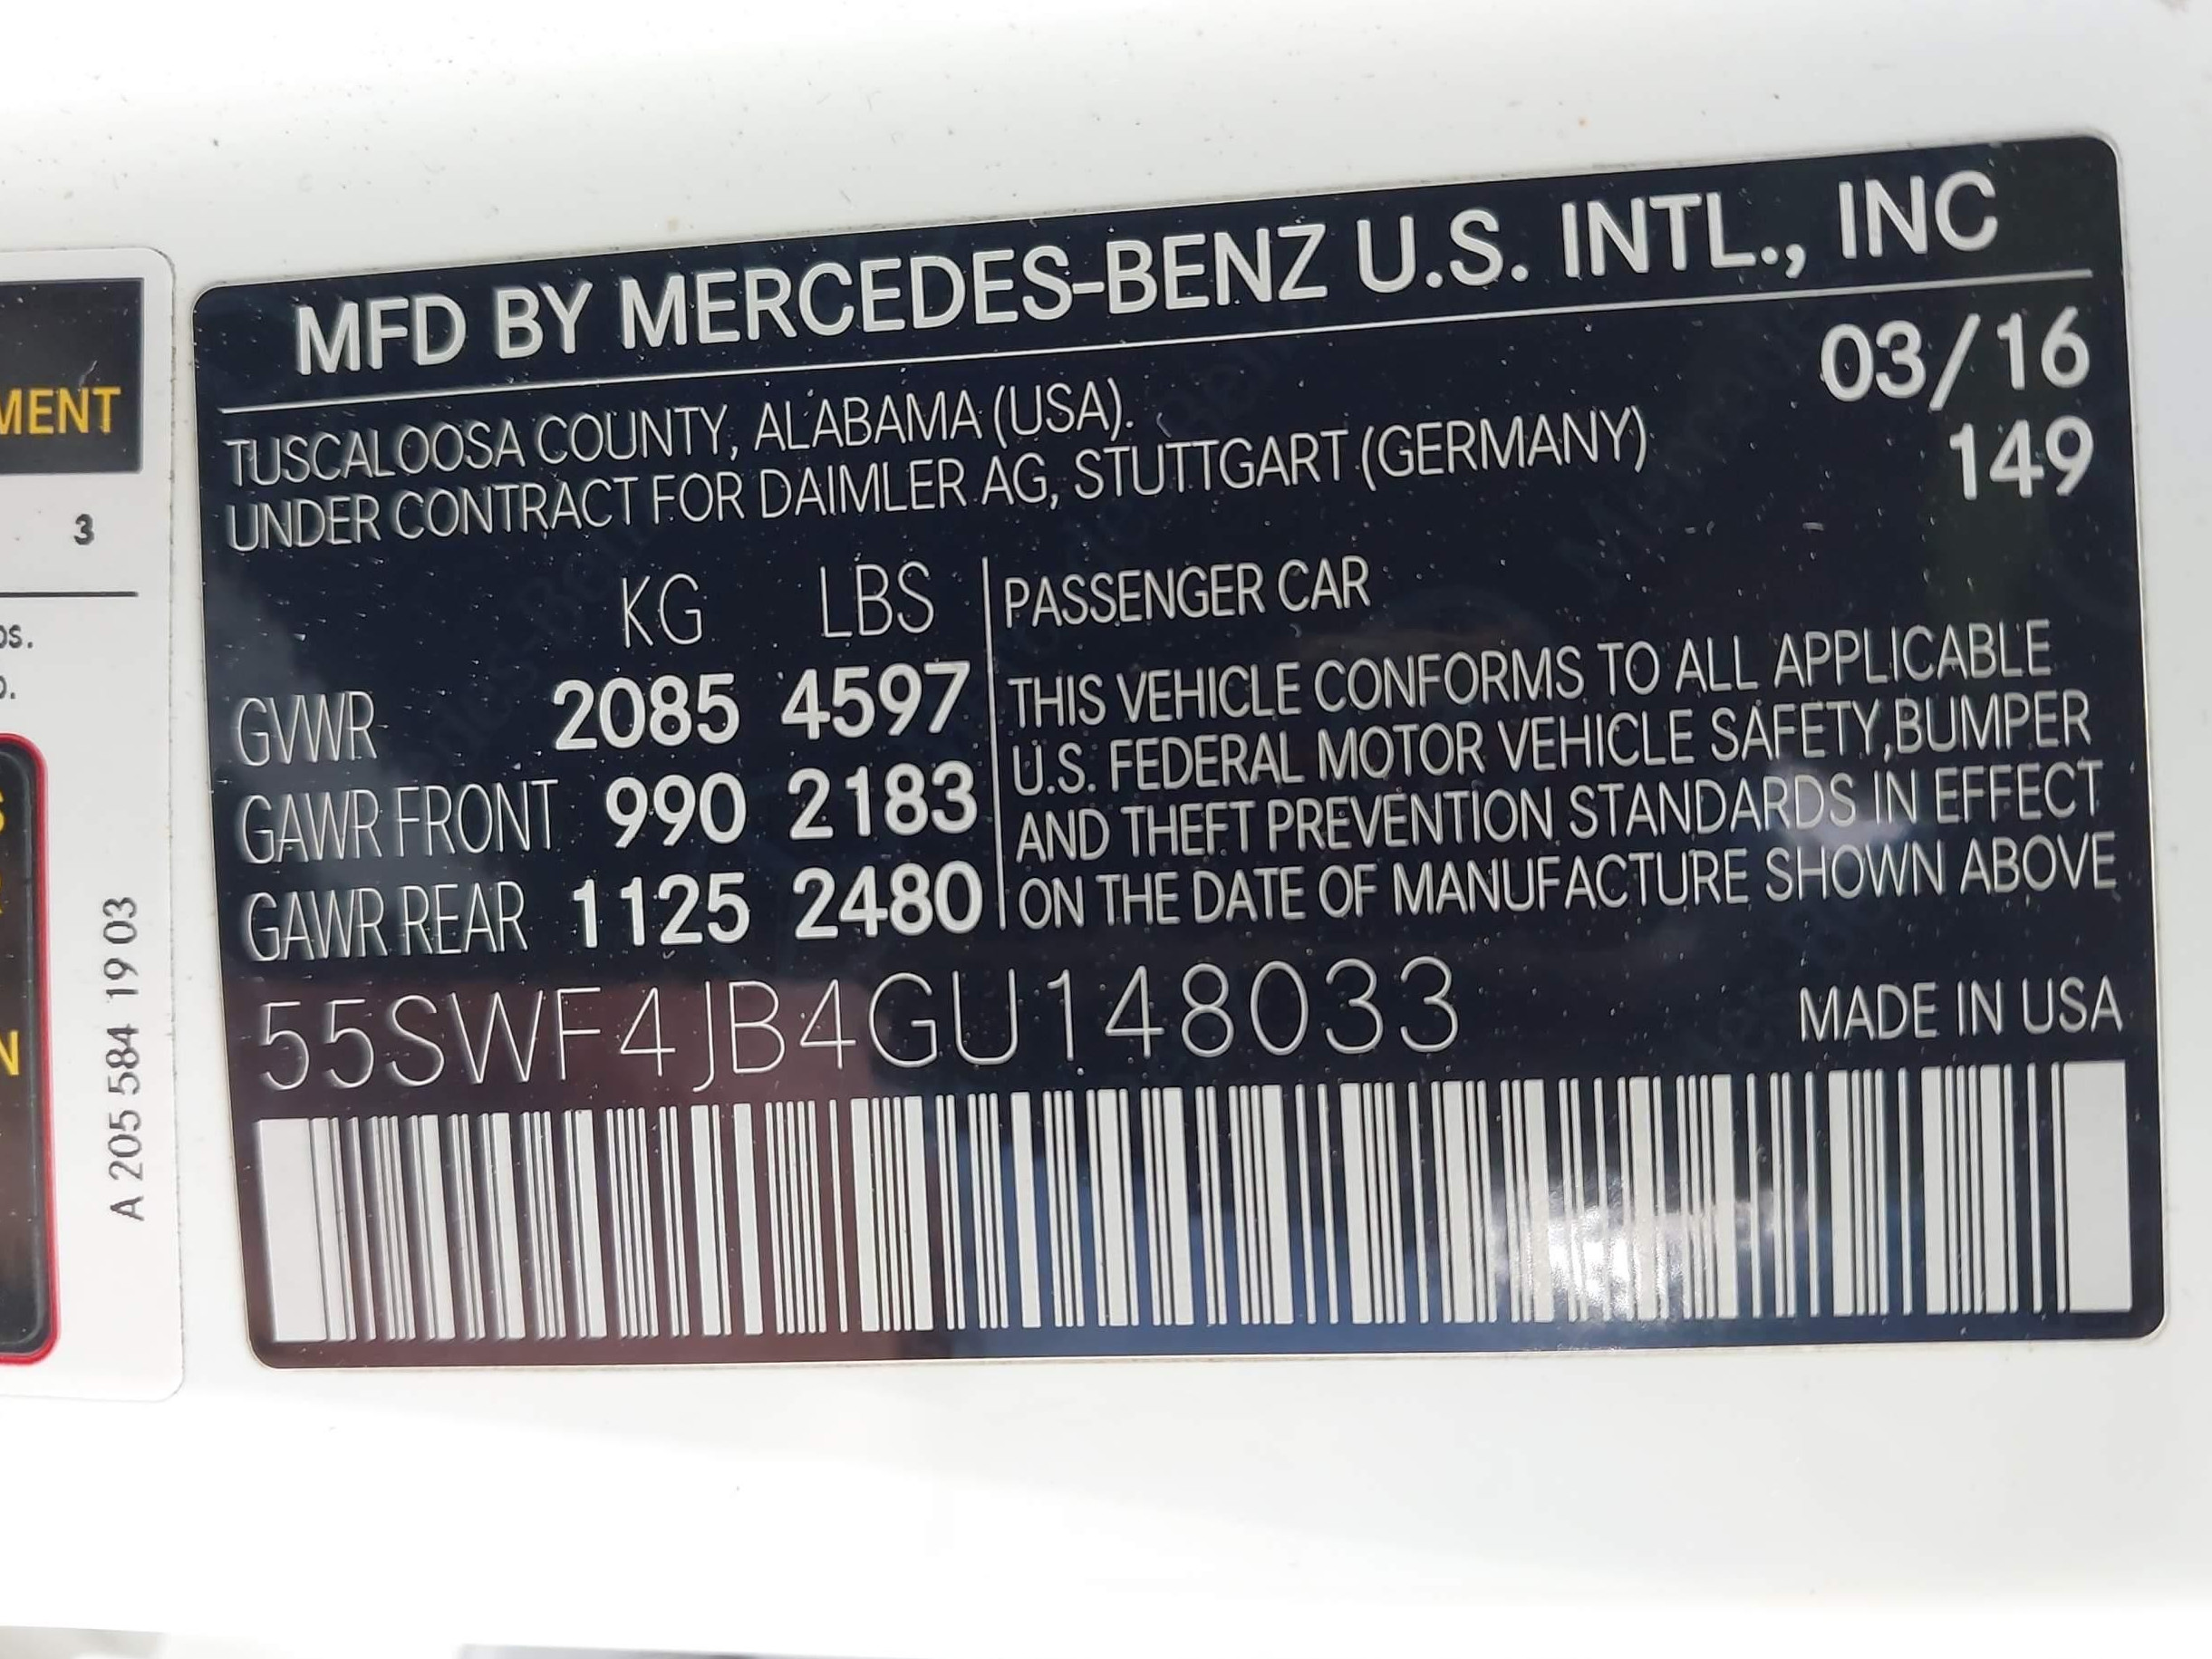 MFD BY MERCEDES-BENZ U.S. INTL., INC
TUSCALOOSA COUNTY, ALABAMA (USA).
03/16
UNDER CONTRACT FOR DAIMLER AG, STUTTGART (GERMANY)
149
KG LBS
GVWR 2085 4597
GAWR FRONT 990 2183
GAWR REAR 1125 2480
PASSENGER CAR
THIS VEHICLE CONFORMS TO ALL APPLICABLE
U.S. FEDERAL MOTOR VEHICLE SAFETY,BUMPER
AND THEFT PREVENTION STANDARDS IN EFFECT
ON THE DATE OF MANUFACTURE SHOWN ABOVE
55SWF4JB4GU148033
MADE IN USA
MENT
3
A 205 584 19 03